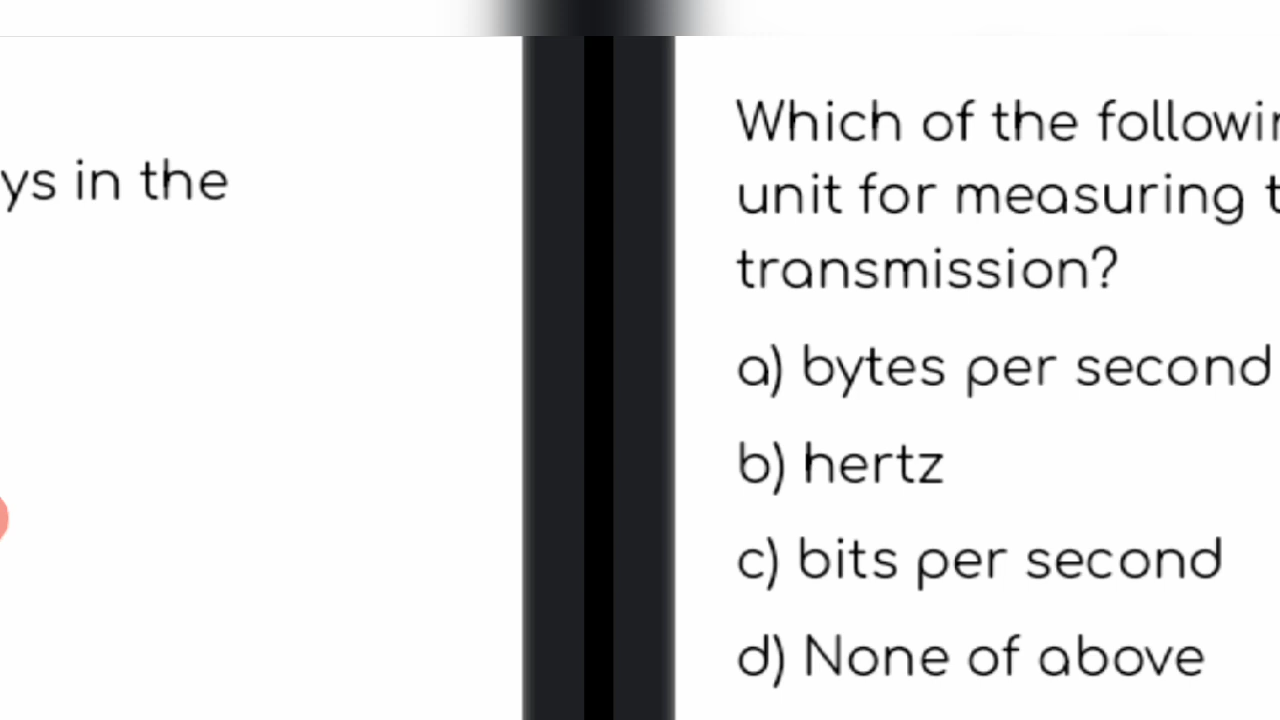 ys in the
Which of the followin
unit for measuring t
transmission?
a) bytes per second
b) hertz
c) bits per second
d) None of above